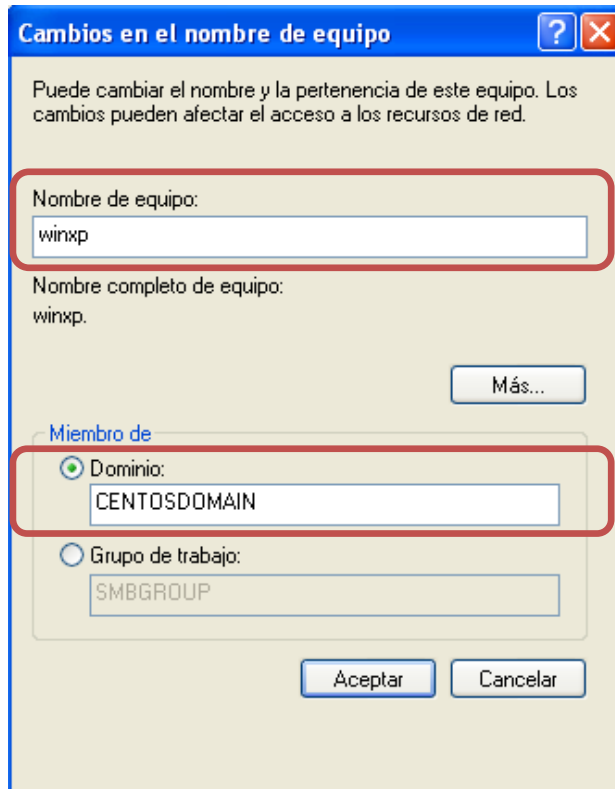 Cambios en el nombre de equipo
Puede cambiar el nombre y la pertenencia de este equipo. Los
cambios pueden afectar el acceso a los recursos de red.
Nombre de equipo:
winxp
Nombre completo de equipo:
winxp.
Más...
Miembro de
Dominio:
CENTOSDOMAIN
Grupo de trabajo:
SMBGROUP
Aceptar Cancelar